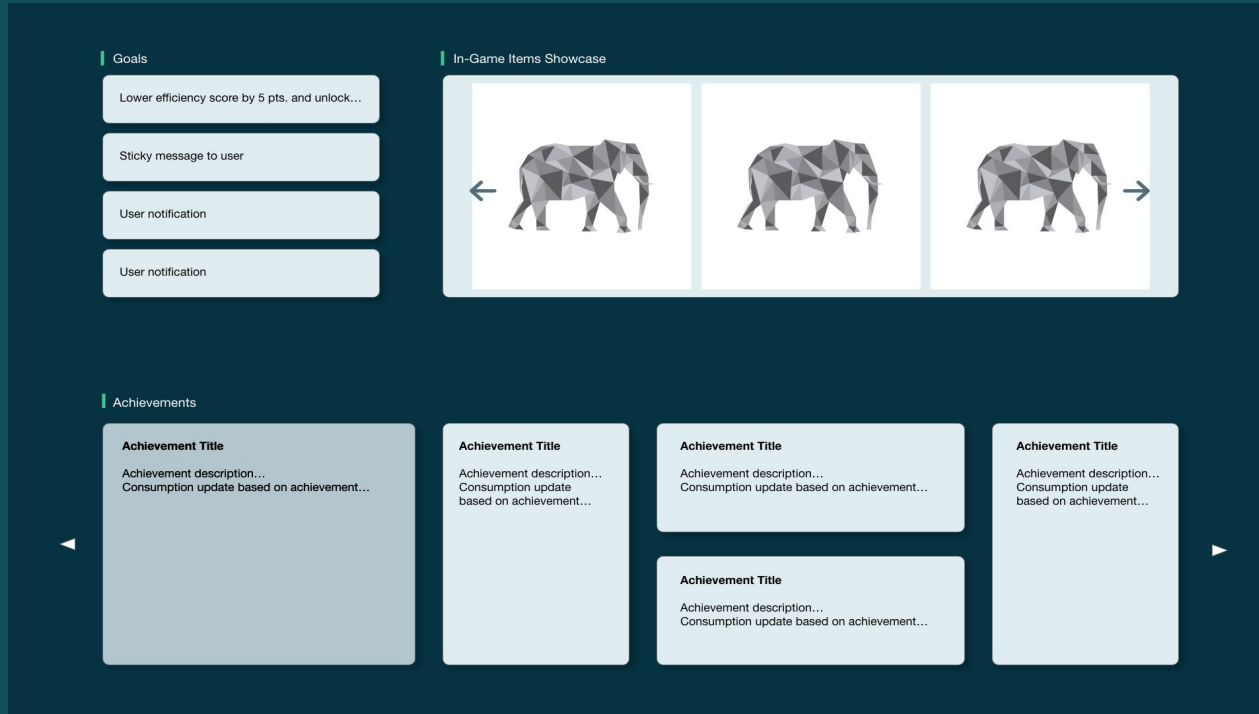 Goals
Lower efficiency score by 5 pts. and unlock…
Sticky message to user
User notification
User notification
In-Game Items Showcase
Achievements
Achievement Title
Achievement description…
Consumption update based on achievement…
Achievement Title
Achievement description…
Consumption update
based on achievement…
Achievement Title
Achievement description…
Consumption update based on achievement…
Achievement Title
Achievement description…
Consumption update based on achievement…
Achievement Title
Achievement description…
Consumption update
based on achievement…